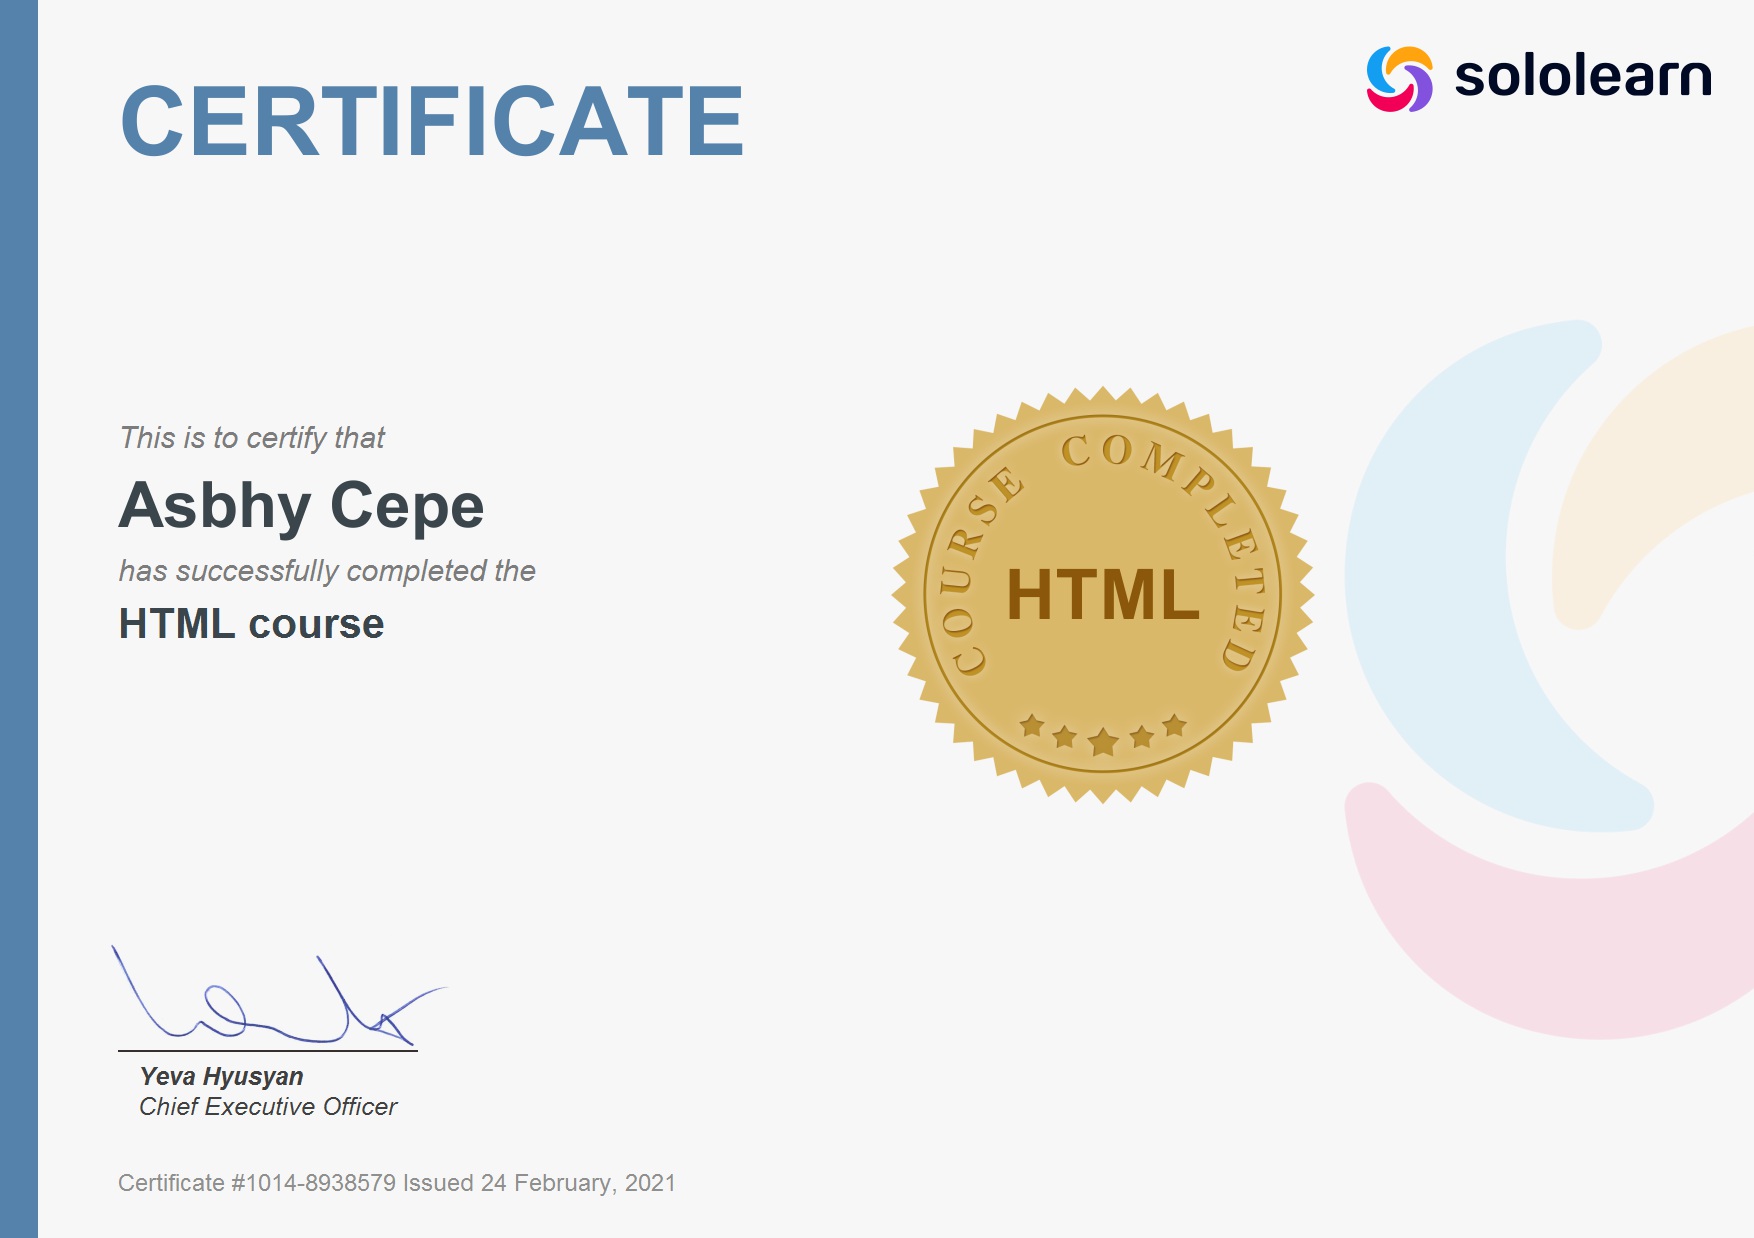 CERTIFICATE
sololearn
This is to certify that
Asbhy Cepe
has successfully completed the
HTML course
COURSE COMPLETED
HTML
Yeva Hyusyan
Chief Executive Officer
Certificate #1014-8938579 Issued 24 February, 2021